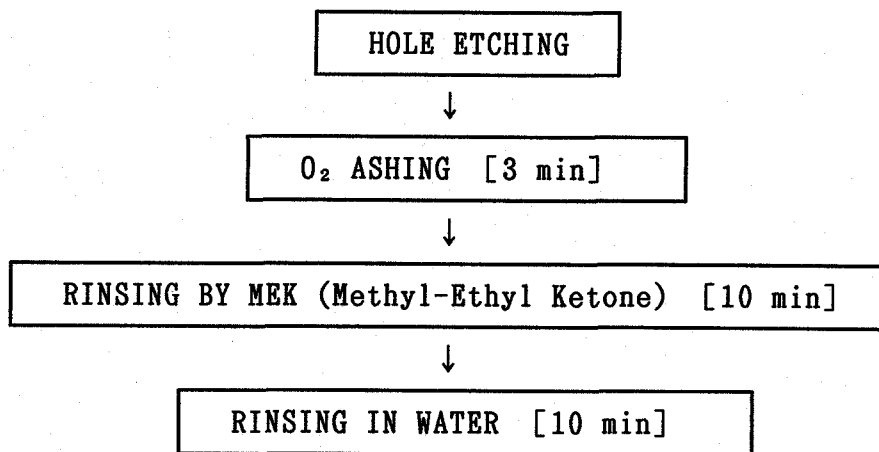 HOLE ETCHING
↓
O₂ ASHING [3 min]
↓
RINSING BY MEK (Methyl-Ethyl Ketone) [10 min]
↓
RINSING IN WATER [10 min]